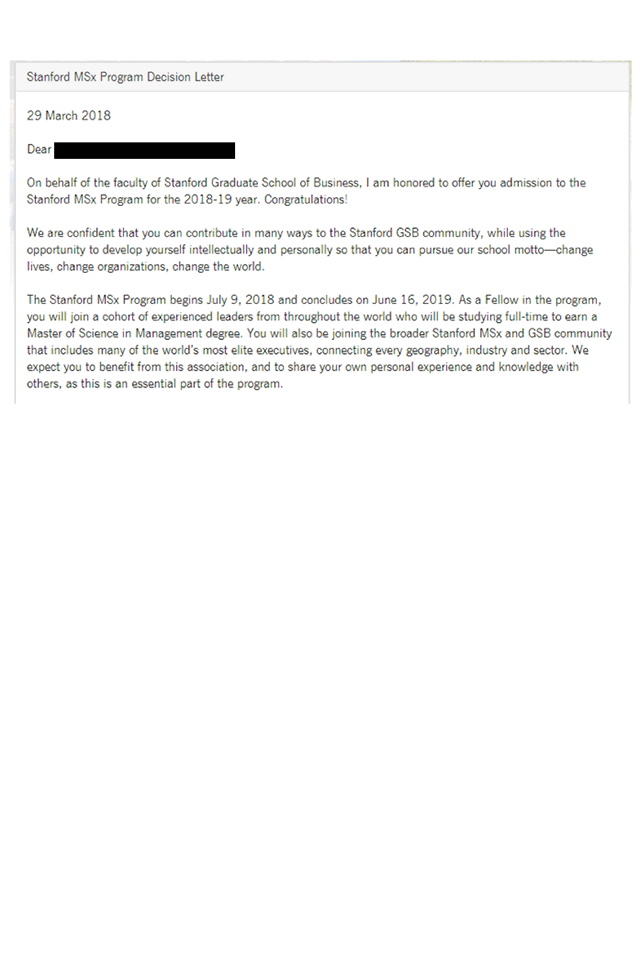 Stanford MSx Program Decision Letter
29 March 2018
Dear
On behalf of the faculty of Stanford Graduate School of Business, I am honored to offer you admission to the
Stanford MSx Program for the 2018-19 year. Congratulations!
We are confident that you can contribute in many ways to the Stanford GSB community, while using the
opportunity to develop yourself intellectually and personally so that you can pursue our school motto—change
lives, change organizations, change the world.
The Stanford MSx Program begins July 9, 2018 and concludes on June 16, 2019. As a Fellow in the program,
you will join a cohort of experienced leaders from throughout the world who will be studying full-time to earn a
Master of Science in Management degree. You will also be joining the broader Stanford MSx and GSB community
that includes many of the world's most elite executives, connecting every geography, industry and sector. We
expect you to benefit from this association, and to share your own personal experience and knowledge with
others, as this is an essential part of the program.